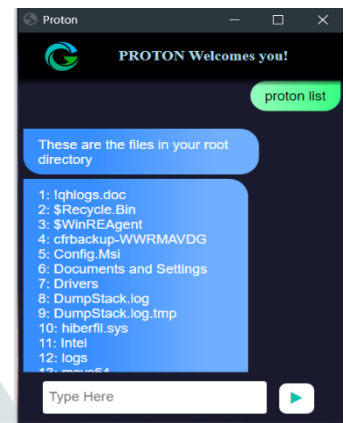 Proton
PROTON Welcomes you!
proton list
These are the files in your root
directory
1: !qhlogs.doc
2: $Recycle.Bin
3: $WinREAgent
4: cfrbackup-WWRMAVDG
5: Config.Msi
6: Documents and Settings
7: Drivers
8: DumpStack.log
9: DumpStack.log.tmp
10: hiberfil.sys
11: Intel
12: logs
Type Here